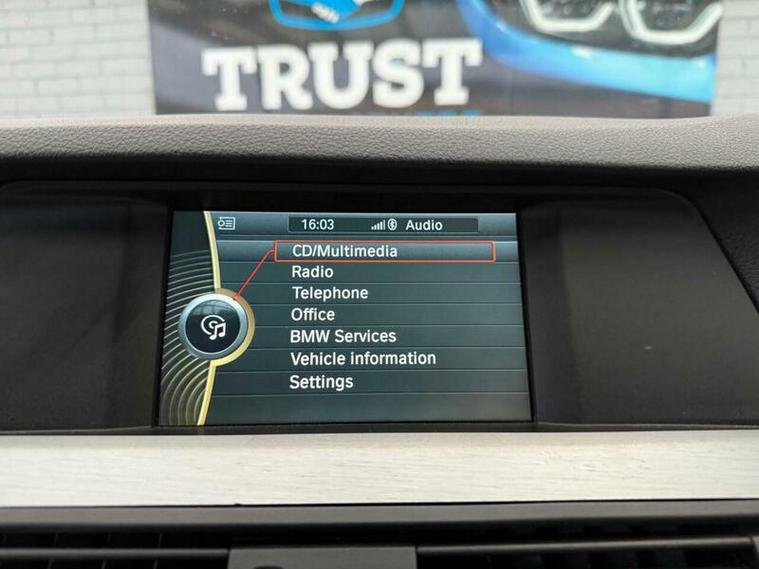 TRUST
16:03 Audio
CD/Multimedia
Radio
Telephone
Office
BMW Services
Vehicle information
Settings